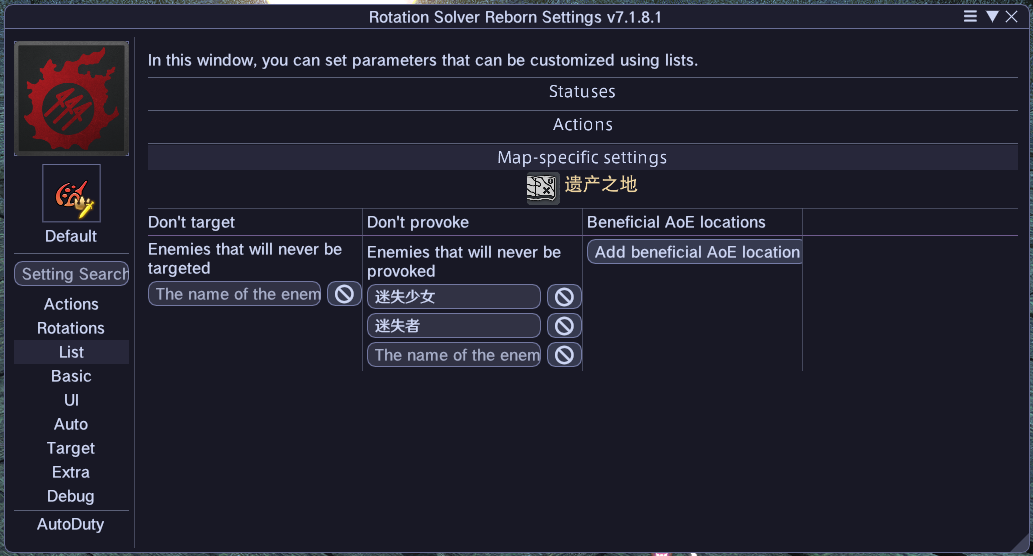 Rotation Solver Reborn Settings v7.1.8.1
In this window, you can set parameters that can be customized using lists.
Statuses
Actions
Map-specific settings
遗产之地
Default
Setting Search
Actions
Rotations
List
Basic
UI
Auto
Target
Extra
Debug
AutoDuty
Don't target
Enemies that will never be
targeted
The name of the enem
Don't provoke
Enemies that will never be
provoked
迷失少女
迷失者
The name of the enem
Beneficial AoE locations
Add beneficial AoE location